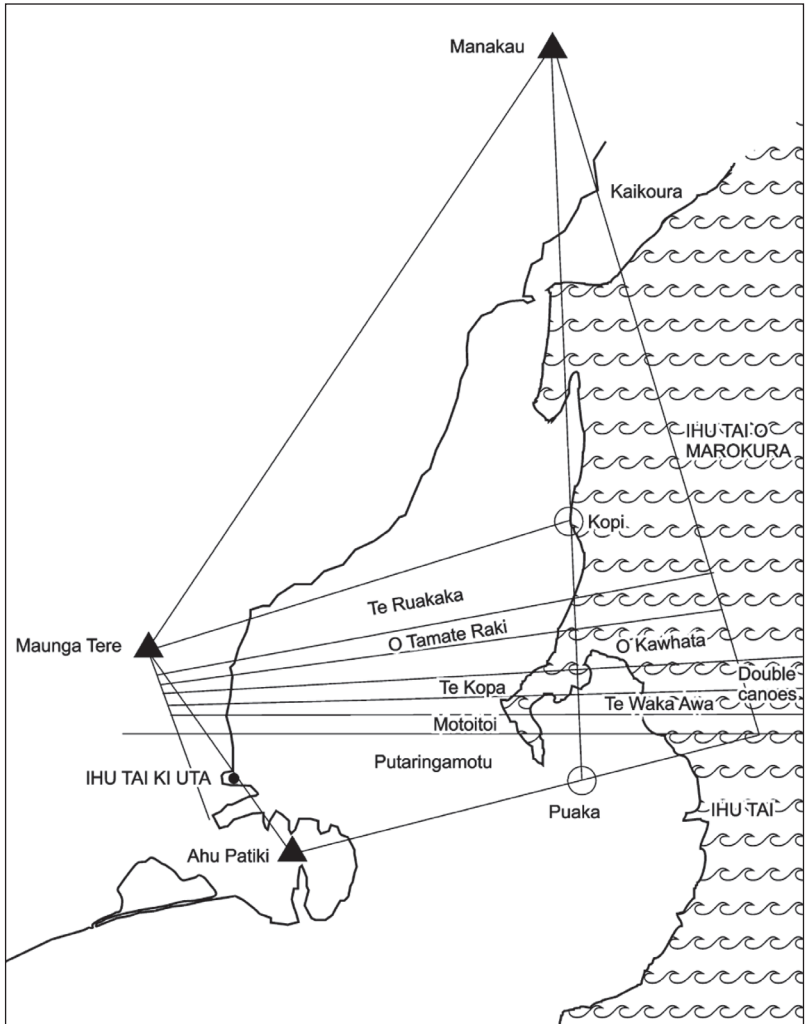 Manakau
Kaikoura
IHU TAI O
MAROKURA
Kopi
Te Ruakaka
Maunga Tere
O Tamate Raki
O Kawhata
Te Kopa
Double
canoes
Te Waka Awa
Motoitoi
Putaringamotu
IHU TAI KI UTA
Puaka
IHU TAI
Ahu Patiki